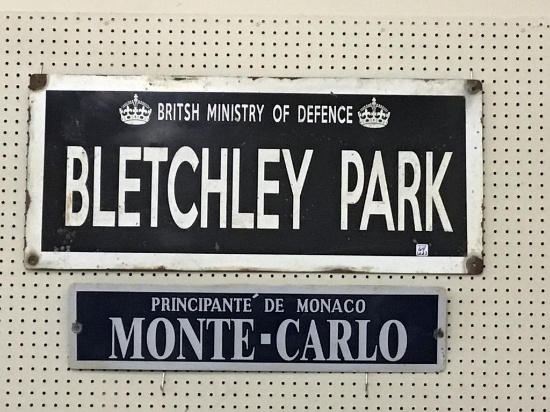 BRITSH MINISTRY OF DEFENCE
BLETCHLEY PARK
PRINCIPANTÉ DE MONACO
MONTE-CARLO